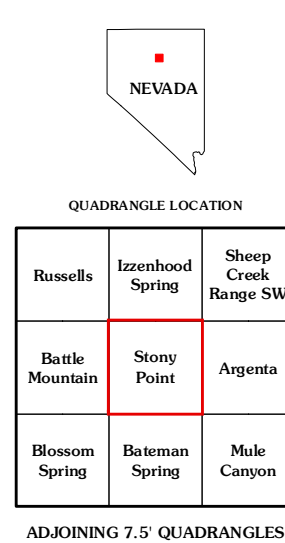 NEVADA
QUADRANGLE LOCATION
Russells
Izzenhood
Spring
Sheep
Creek
Range SW
Battle
Mountain
Stony
Point
Argenta
Blossom
Spring
Bateman
Spring
Mule
Canyon
ADJOINING 7.5' QUADRANGLES